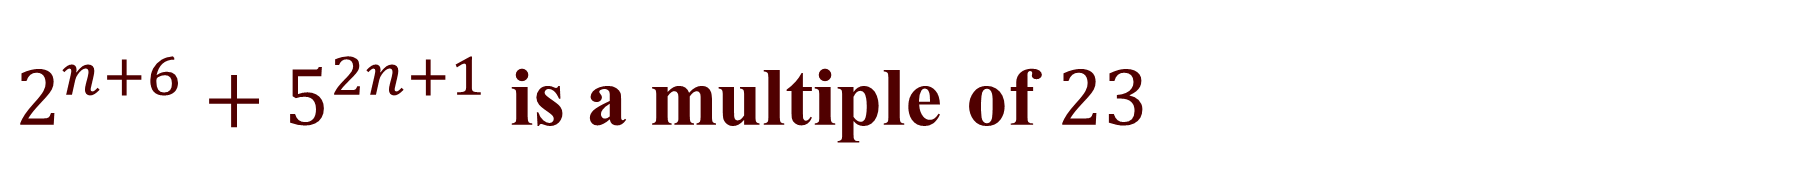 $2^{n+6} + 5^{2n+1}$ is a multiple of 23